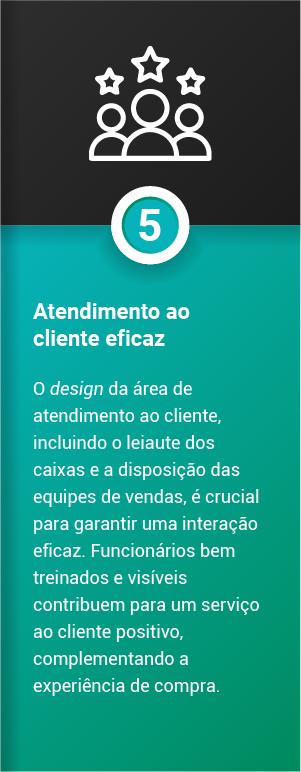 5
Atendimento ao
cliente eficaz
O design da área de
atendimento ao cliente,
incluindo o leiaute dos
caixas e a disposição das
equipes de vendas, é crucial
para garantir uma interação
eficaz. Funcionários bem
treinados e visíveis
contribuem para um serviço
ao cliente positivo,
complementando a
experiência de compra.